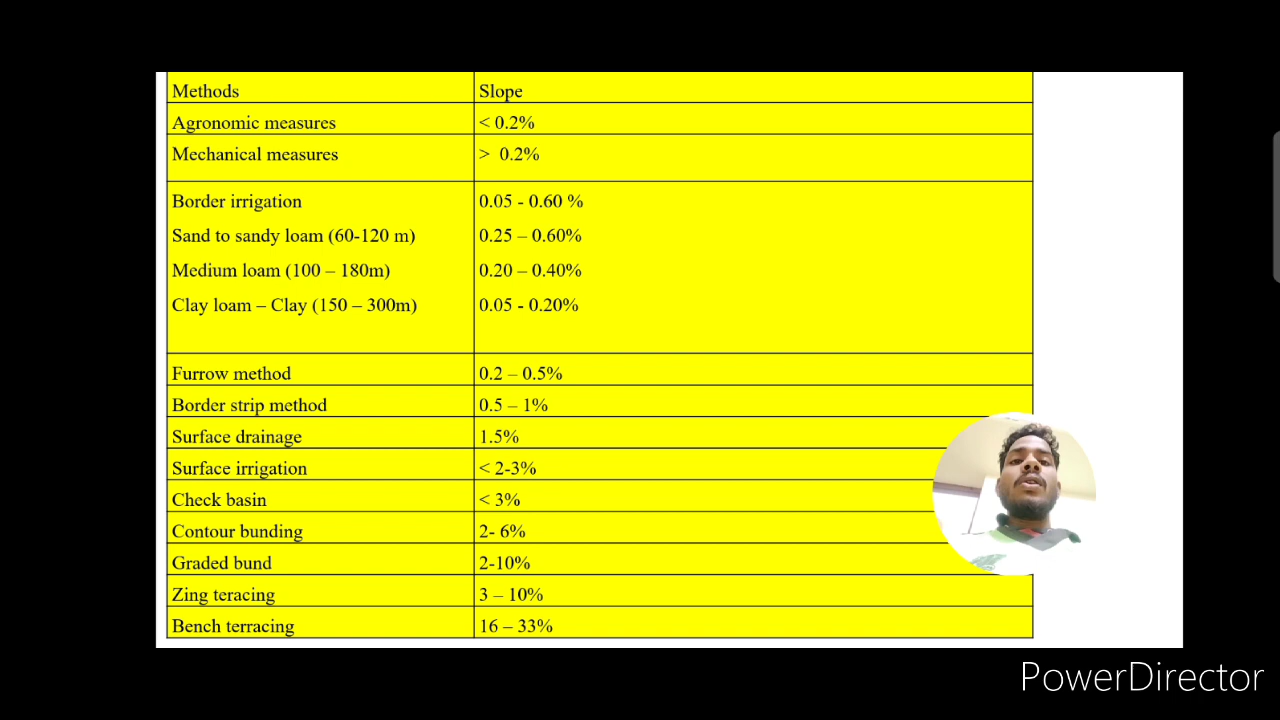 Methods Slope
Agronomic measures < 0.2%
Mechanical measures > 0.2%
Border irrigation 0.05 - 0.60 %
Sand to sandy loam (60-120 m) 0.25 – 0.60%
Medium loam (100 – 180m) 0.20 – 0.40%
Clay loam – Clay (150 – 300m) 0.05 - 0.20%
Furrow method 0.2 – 0.5%
Border strip method 0.5 – 1%
Surface drainage 1.5%
Surface irrigation < 2-3%
Check basin < 3%
Contour bunding 2- 6%
Graded bund 2-10%
Zing teracing 3 – 10%
Bench terracing 16 – 33%
PowerDirector